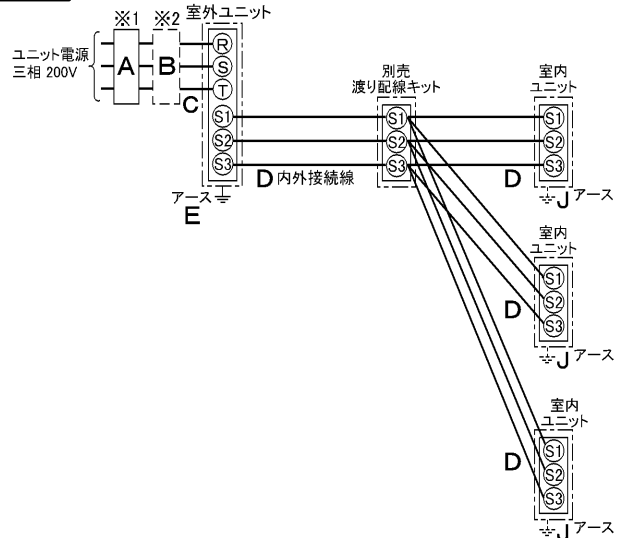 ※1 ※2 室外ユニット
ユニット電源
三相 200V
A B
C
R
S
T
S1
S2
S3
D 内外接続線
アース
E
別売
渡り配線キット
S1
S2
S3
室内
ユニット
S1
S2
S3
D
J アース
室内
ユニット
S1
S2
S3
D
J アース
室内
ユニット
S1
S2
S3
D
J アース